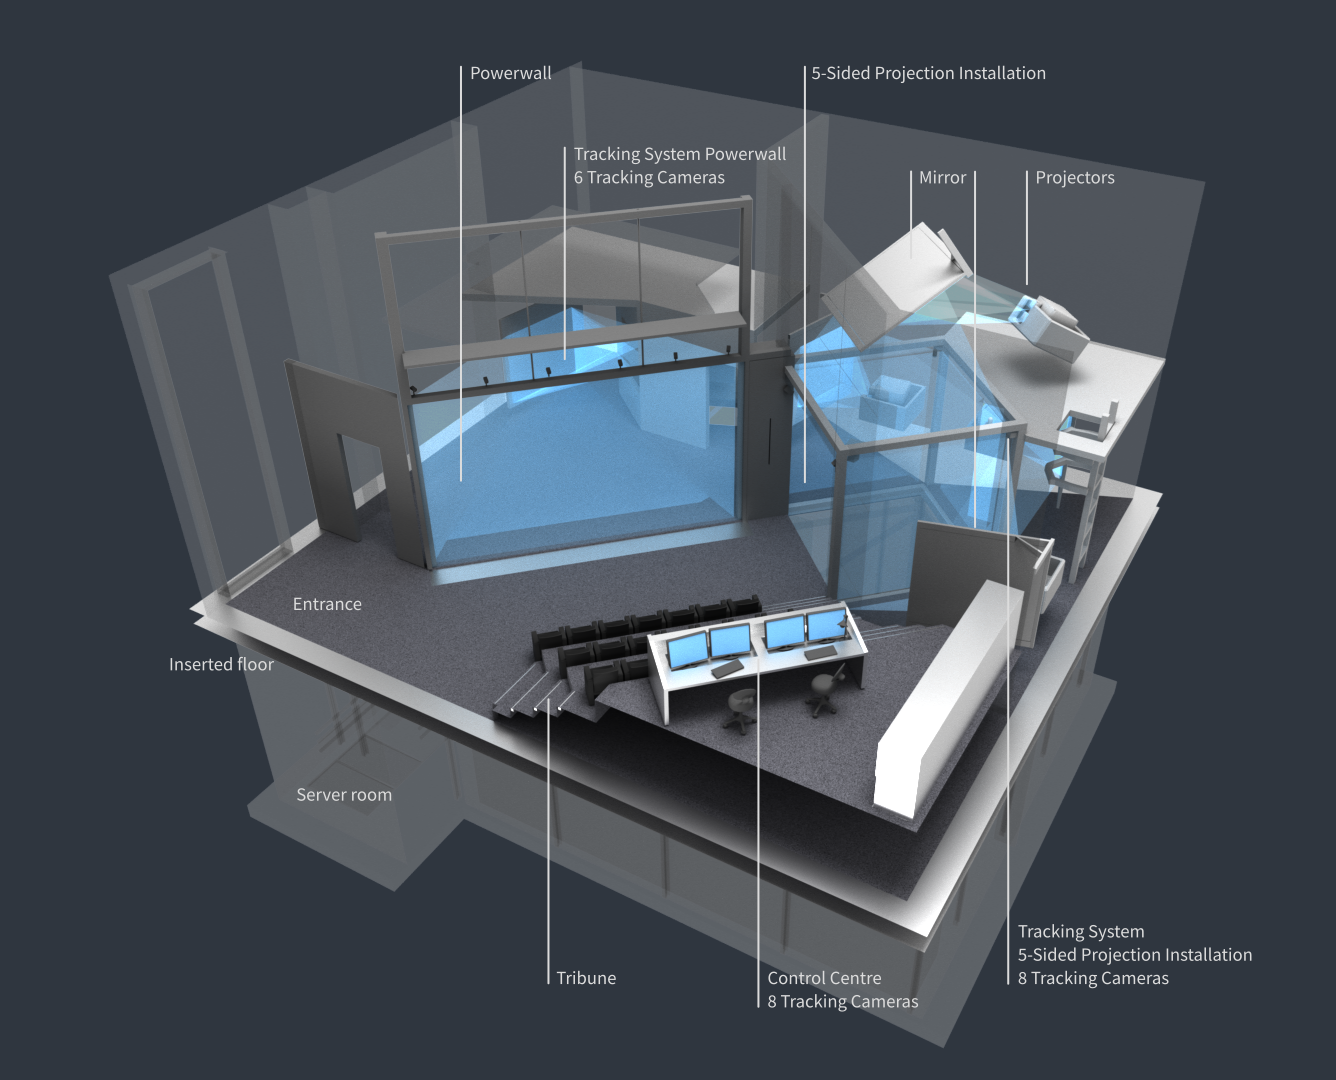 Powerwall
5-Sided Projection Installation
Tracking System Powerwall
6 Tracking Cameras
Mirror
Projectors
Entrance
Inserted floor
Server room
Tribune
Control Centre
8 Tracking Cameras
Tracking System
5-Sided Projection Installation
8 Tracking Cameras